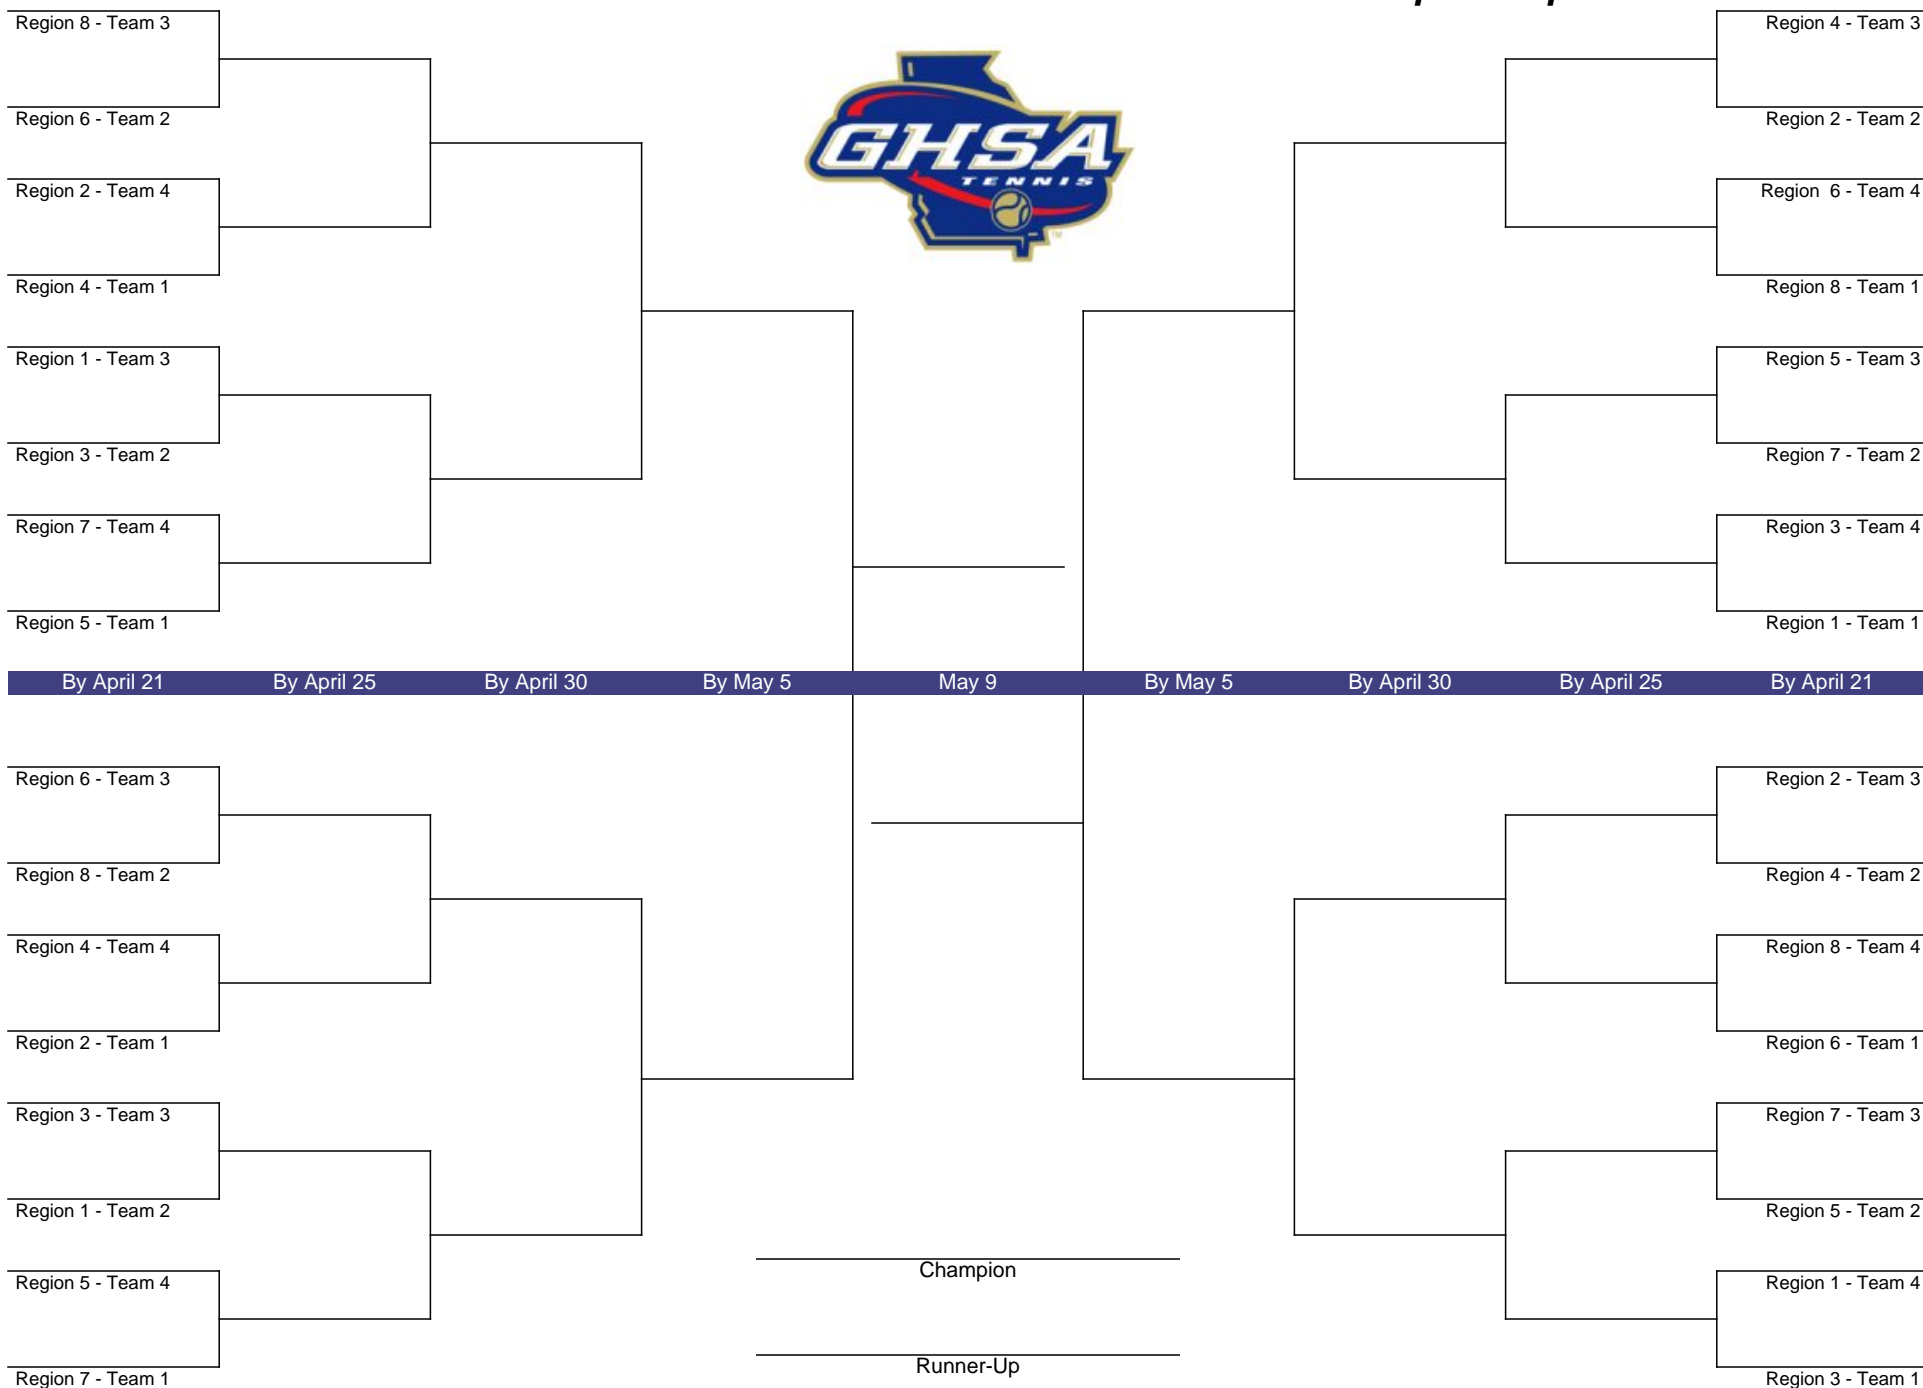 Region 8 - Team 3
Region 6 - Team 2
Region 2 - Team 4
Region 4 - Team 1
Region 1 - Team 3
Region 3 - Team 2
Region 7 - Team 4
Region 5 - Team 1
GHSA
TENNIS
TM
Region 4 - Team 3
Region 2 - Team 2
Region  6 - Team 4
Region 8 - Team 1
Region 5 - Team 3
Region 7 - Team 2
Region 3 - Team 4
Region 1 - Team 1
By April 21 By April 25 By April 30 By May 5 May 9 By May 5 By April 30 By April 25 By April 21
Region 6 - Team 3
Region 8 - Team 2
Region 4 - Team 4
Region 2 - Team 1
Region 3 - Team 3
Region 1 - Team 2
Region 5 - Team 4
Region 7 - Team 1
Champion
Runner-Up
Region 2 - Team 3
Region 4 - Team 2
Region 8 - Team 4
Region 6 - Team 1
Region 7 - Team 3
Region 5 - Team 2
Region 1 - Team 4
Region 3 - Team 1